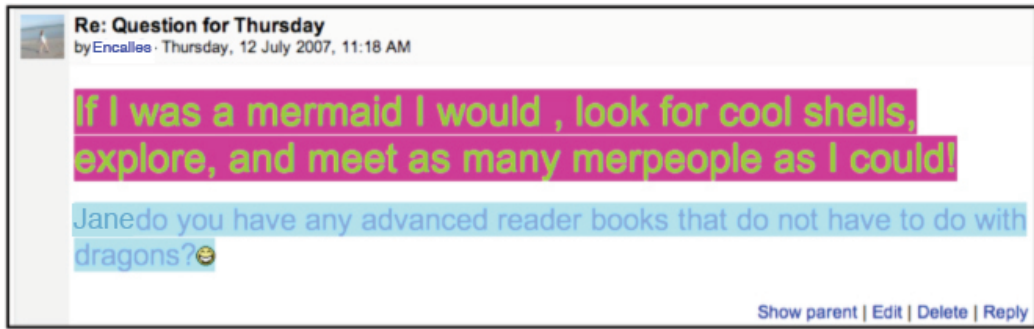 Re: Question for Thursday
by Encalles - Thursday, 12 July 2007, 11:18 AM
If I was a mermaid I would , look for cool shells,
explore, and meet as many merpeople as I could!
Jane do you have any advanced reader books that do not have to do with
dragons?
Show parent | Edit | Delete | Reply